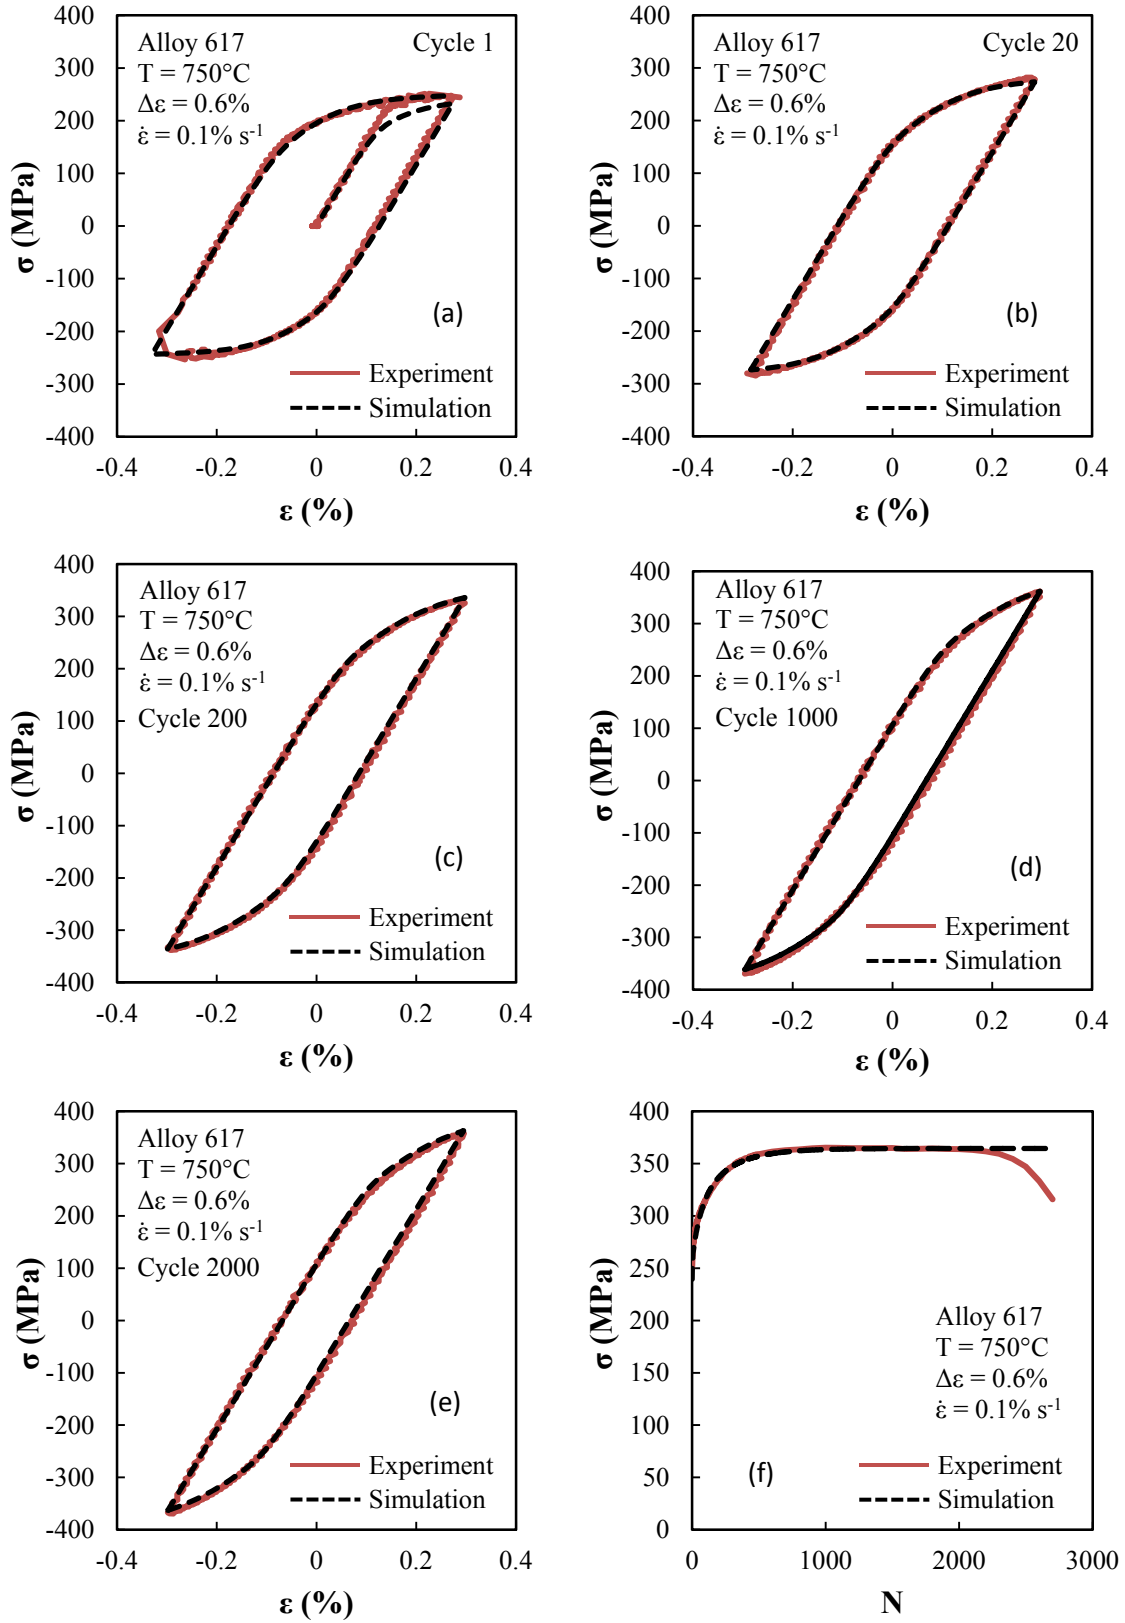 400
300
200
100
0
-100
-200
-300
-400
-0.4 -0.2 0 0.2 0.4
σ (MPa)
ε (%)
Alloy 617
T = 750°C
Δε = 0.6%
ε̇ = 0.1% s⁻¹
Cycle 1
(a)
Experiment
Simulation
400
300
200
100
0
-100
-200
-300
-400
-0.4 -0.2 0 0.2 0.4
σ (MPa)
ε (%)
Alloy 617
T = 750°C
Δε = 0.6%
ε̇ = 0.1% s⁻¹
Cycle 20
(b)
Experiment
Simulation
400
300
200
100
0
-100
-200
-300
-400
-0.4 -0.2 0 0.2 0.4
σ (MPa)
ε (%)
Alloy 617
T = 750°C
Δε = 0.6%
ε̇ = 0.1% s⁻¹
Cycle 200
(c)
Experiment
Simulation
400
300
200
100
0
-100
-200
-300
-400
-0.4 -0.2 0 0.2 0.4
σ (MPa)
ε (%)
Alloy 617
T = 750°C
Δε = 0.6%
ε̇ = 0.1% s⁻¹
Cycle 1000
(d)
Experiment
Simulation
400
300
200
100
0
-100
-200
-300
-400
-0.4 -0.2 0 0.2 0.4
σ (MPa)
ε (%)
Alloy 617
T = 750°C
Δε = 0.6%
ε̇ = 0.1% s⁻¹
Cycle 2000
(e)
Experiment
Simulation
400
350
300
250
200
150
100
50
0
0 1000 2000 3000
σ (MPa)
N
Alloy 617
T = 750°C
Δε = 0.6%
ε̇ = 0.1% s⁻¹
(f)
Experiment
Simulation